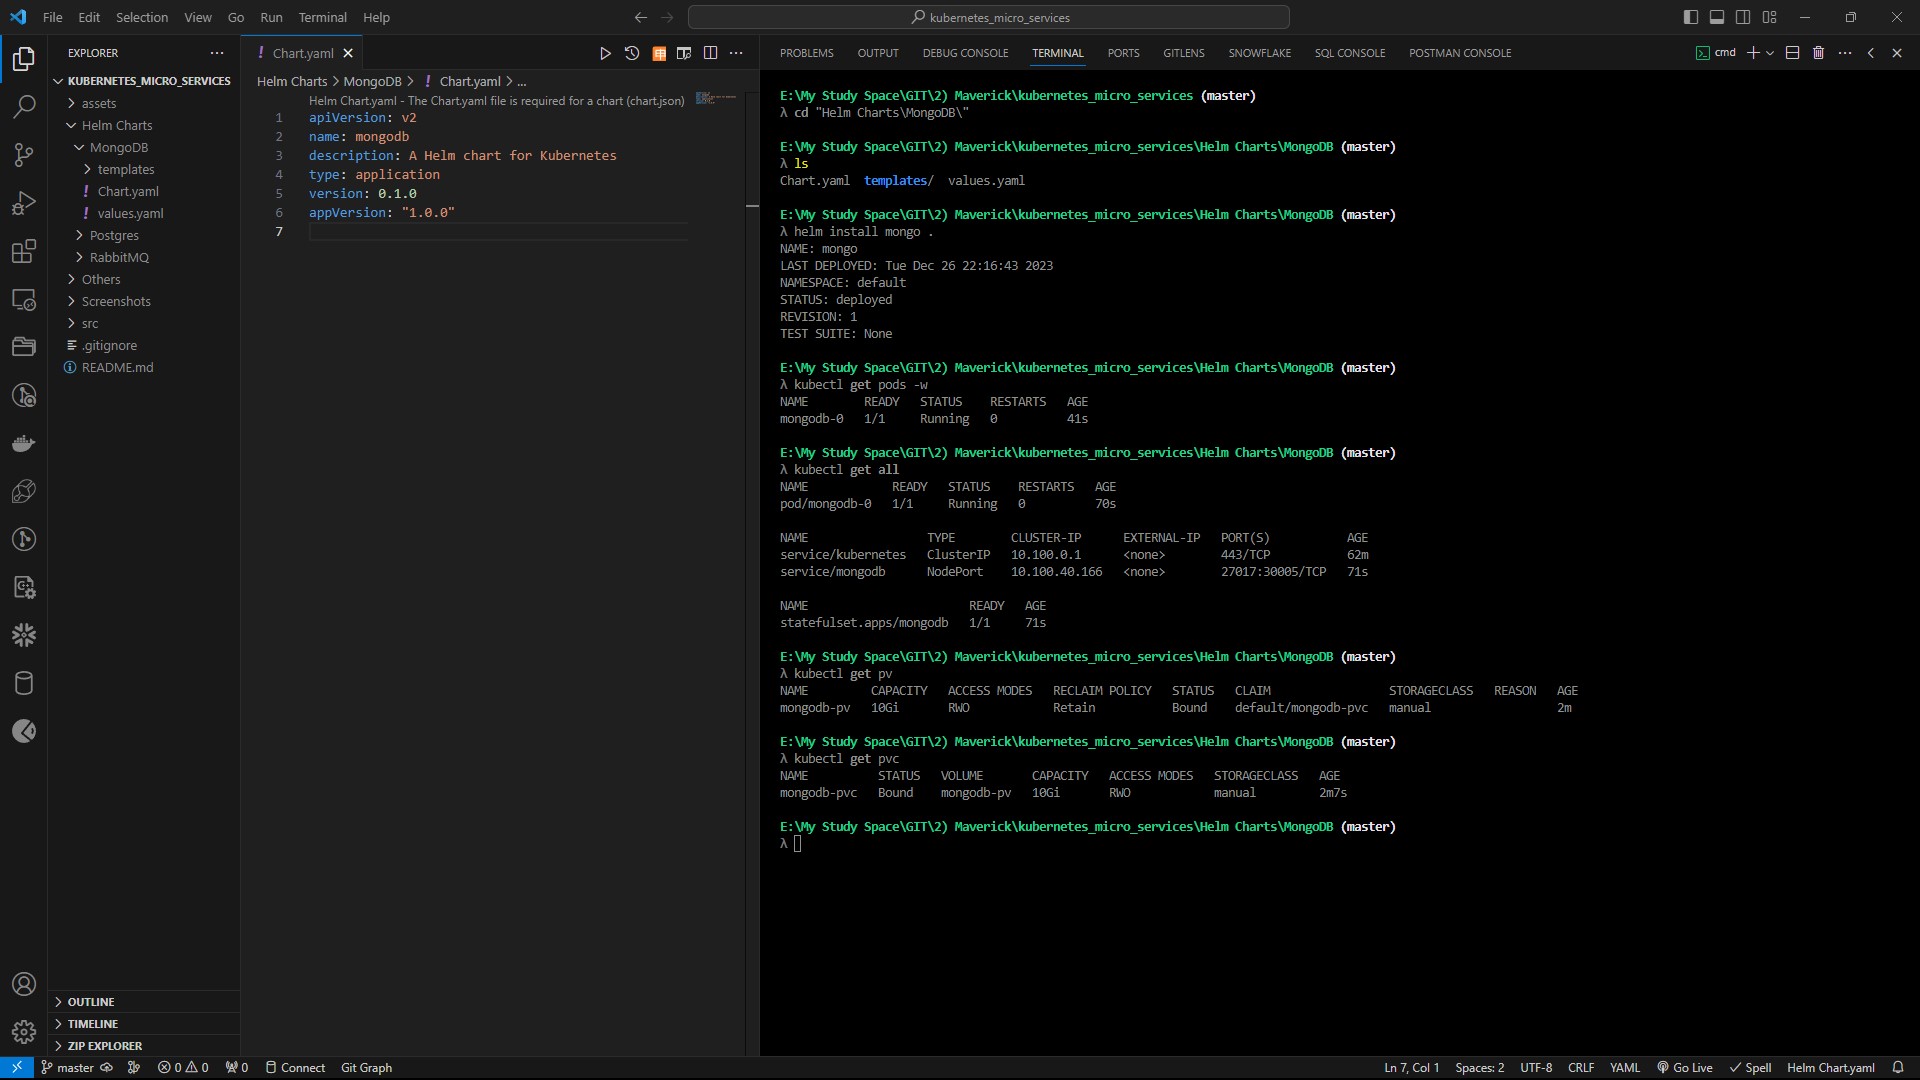 File Edit Selection View Go Run Terminal Help
kubernetes_micro_services
EXPLORER
KUBERNETES_MICRO_SERVICES
assets
Helm Charts
MongoDB
templates
! Chart.yaml
! values.yaml
Postgres
RabbitMQ
Others
Screenshots
src
.gitignore
README.md
OUTLINE
TIMELINE
ZIP EXPLORER
! Chart.yaml
Helm Charts > MongoDB > ! Chart.yaml > ...
Helm Chart.yaml - The Chart.yaml file is required for a chart (chart.json)
1 apiVersion: v2
2 name: mongodb
3 description: A Helm chart for Kubernetes
4 type: application
5 version: 0.1.0
6 appVersion: "1.0.0"
7
PROBLEMS OUTPUT DEBUG CONSOLE TERMINAL PORTS GITLENS SNOWFLAKE SQL CONSOLE POSTMAN CONSOLE
cmd
E:\My Study Space\GIT\2) Maverick\kubernetes_micro_services (master)
λ cd "Helm Charts\MongoDB\"
E:\My Study Space\GIT\2) Maverick\kubernetes_micro_services\Helm Charts\MongoDB (master)
λ ls
Chart.yaml templates/ values.yaml
E:\My Study Space\GIT\2) Maverick\kubernetes_micro_services\Helm Charts\MongoDB (master)
λ helm install mongo .
NAME: mongo
LAST DEPLOYED: Tue Dec 26 22:16:43 2023
NAMESPACE: default
STATUS: deployed
REVISION: 1
TEST SUITE: None
E:\My Study Space\GIT\2) Maverick\kubernetes_micro_services\Helm Charts\MongoDB (master)
λ kubectl get pods -w
NAME READY STATUS RESTARTS AGE
mongodb-0 1/1 Running 0 41s
E:\My Study Space\GIT\2) Maverick\kubernetes_micro_services\Helm Charts\MongoDB (master)
λ kubectl get all
NAME READY STATUS RESTARTS AGE
pod/mongodb-0 1/1 Running 0 70s
NAME TYPE CLUSTER-IP EXTERNAL-IP PORT(S) AGE
service/kubernetes ClusterIP 10.100.0.1 <none> 443/TCP 62m
service/mongodb NodePort 10.100.40.166 <none> 27017:30005/TCP 71s
NAME READY AGE
statefulset.apps/mongodb 1/1 71s
E:\My Study Space\GIT\2) Maverick\kubernetes_micro_services\Helm Charts\MongoDB (master)
λ kubectl get pv
NAME CAPACITY ACCESS MODES RECLAIM POLICY STATUS CLAIM STORAGECLASS REASON AGE
mongodb-pv 10Gi RWO Retain Bound default/mongodb-pvc manual 2m
E:\My Study Space\GIT\2) Maverick\kubernetes_micro_services\Helm Charts\MongoDB (master)
λ kubectl get pvc
NAME STATUS VOLUME CAPACITY ACCESS MODES STORAGECLASS AGE
mongodb-pvc Bound mongodb-pv 10Gi RWO manual 2m7s
E:\My Study Space\GIT\2) Maverick\kubernetes_micro_services\Helm Charts\MongoDB (master)
λ
master 0 0 0 Connect Git Graph Ln 7, Col 1 Spaces: 2 UTF-8 CRLF YAML Go Live Spell Helm Chart.yaml